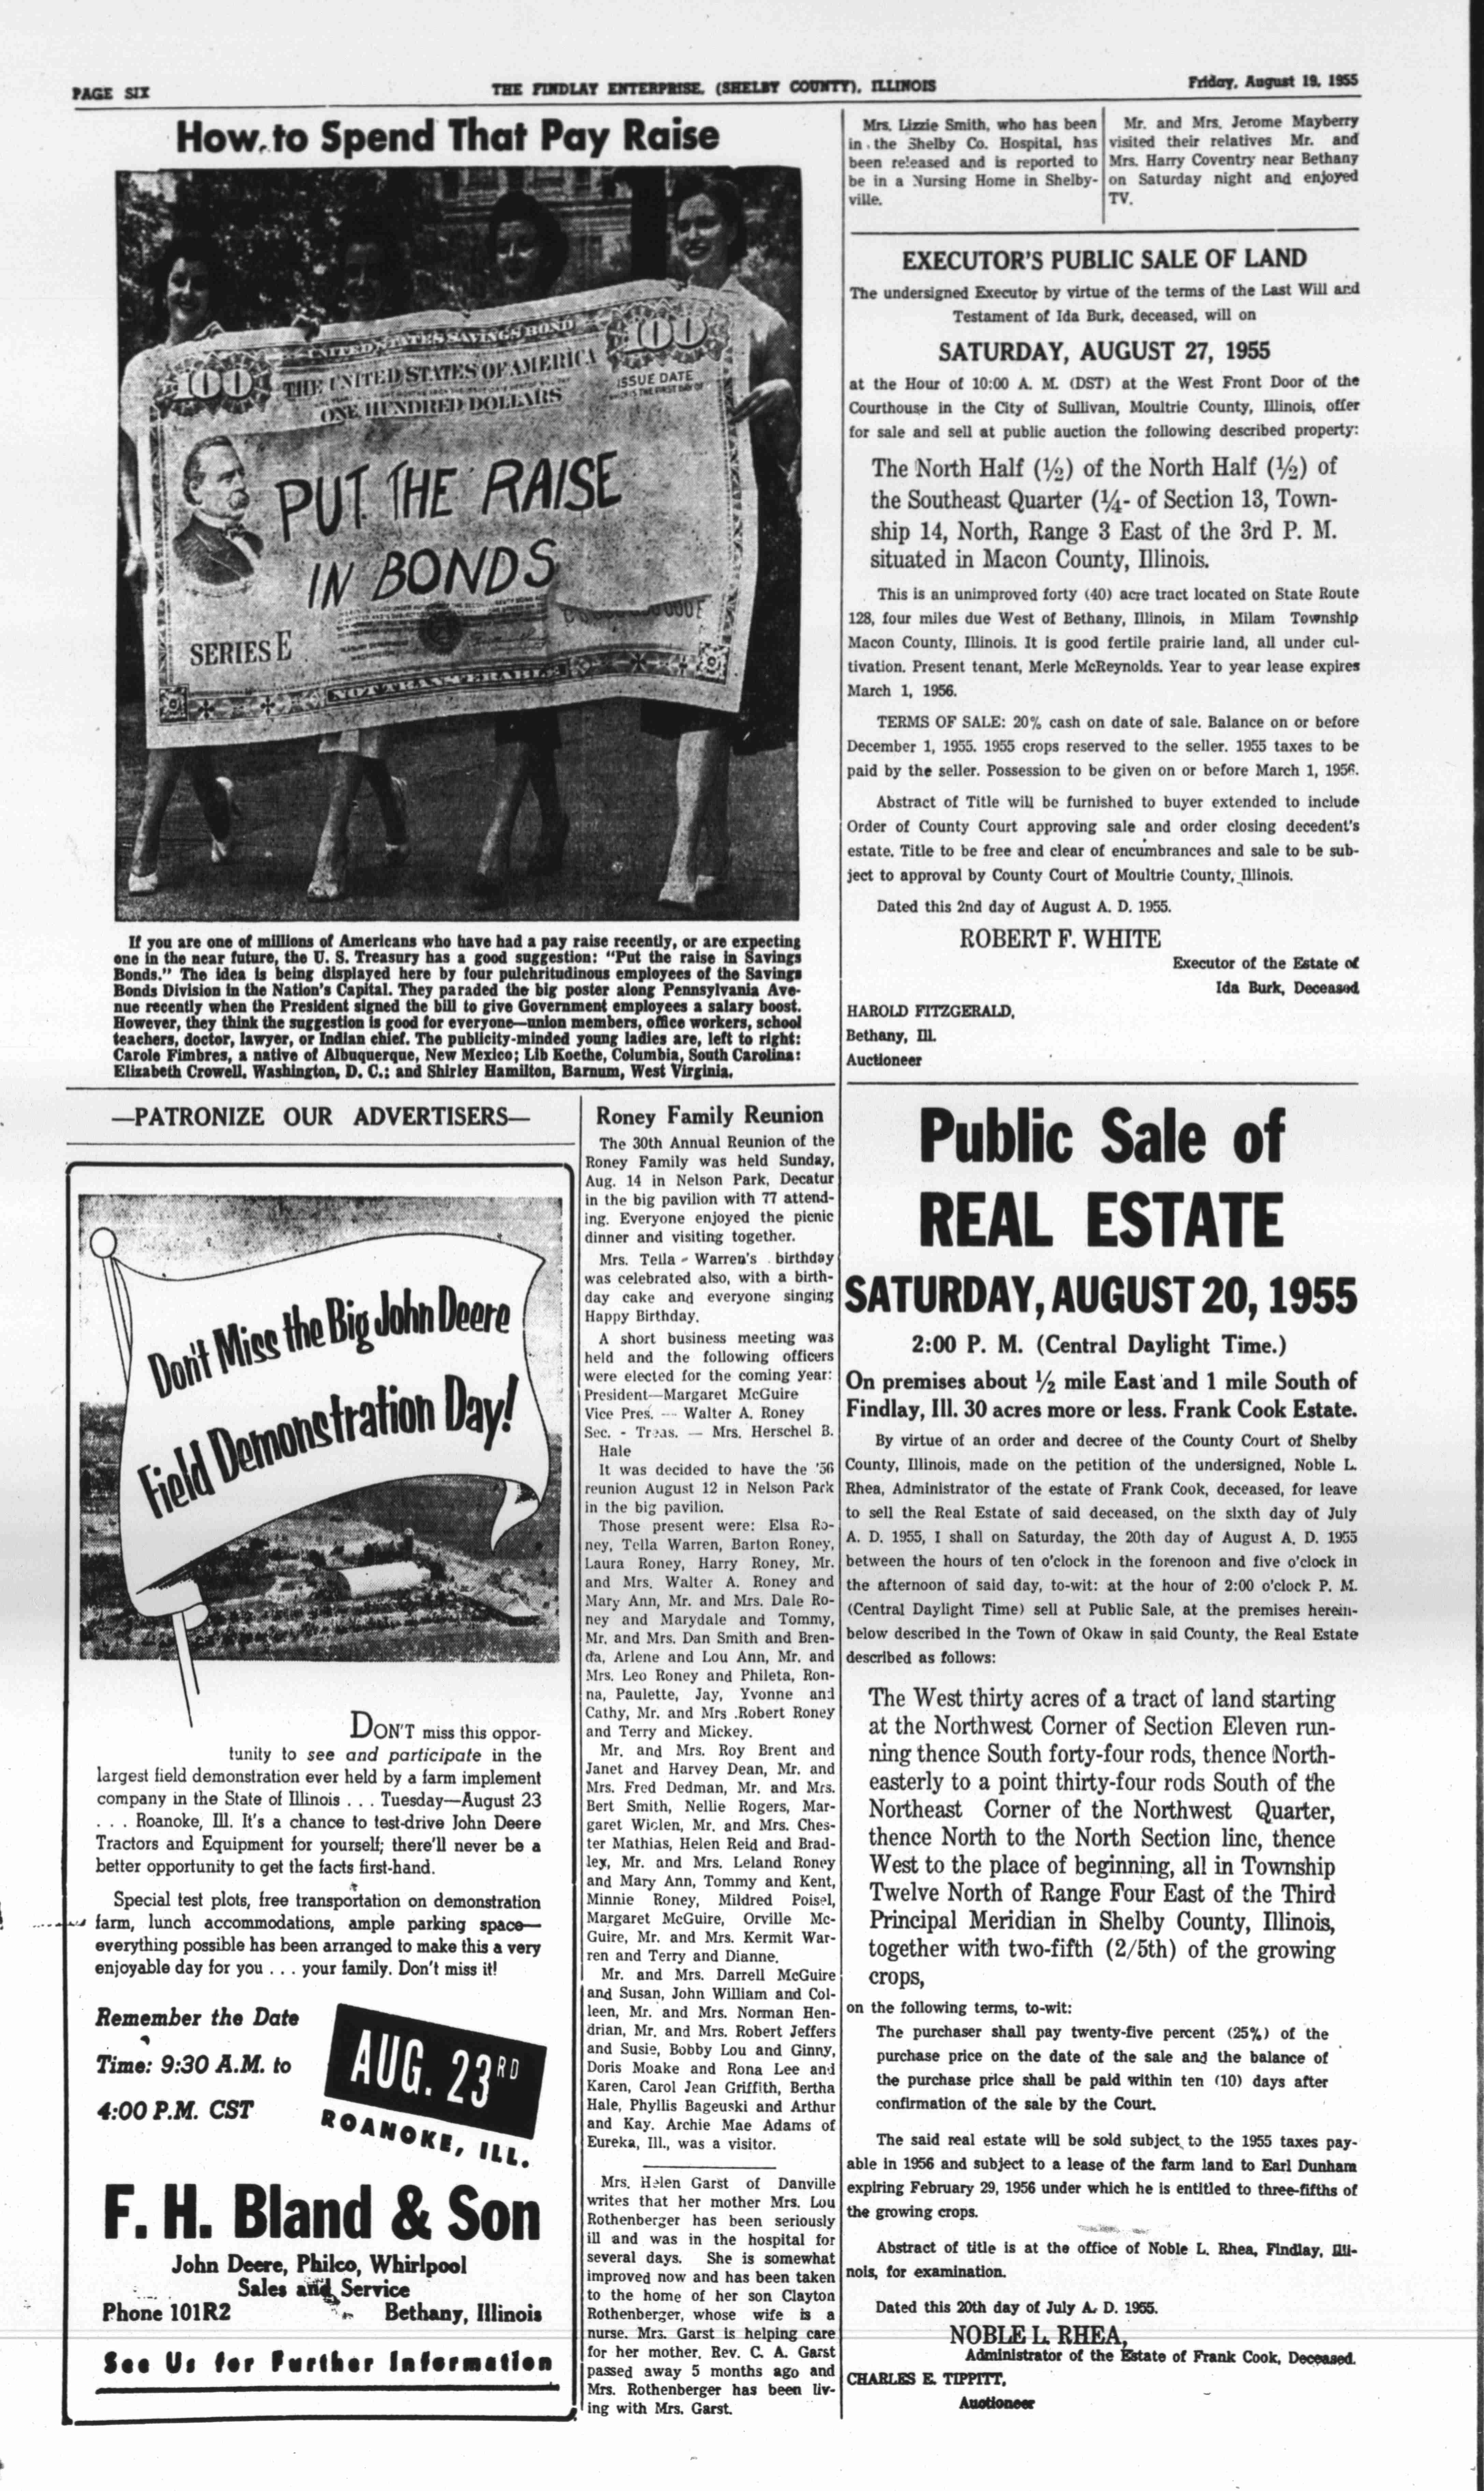 PAGE SIX
THE FINDLAY ENTERPRISE, (SHELBY COUNTY), ILLINOIS
Friday, August 19, 1955
How to Spend That Pay Raise
UNITED STATES SAVINGS BOND
100
100
THE UNITED STATES OF AMERICA
ONE HUNDRED DOLLARS
ISSUE DATE
WHICH IS THE FIRST DAY OF
PUT THE RAISE
IN BONDS
SERIES E
NOT TRANSFERABLE
If you are one of millions of Americans who have had a pay raise recently, or are expecting
one in the near future, the U. S. Treasury has a good suggestion: "Put the raise in Savings
Bonds." The idea is being displayed here by four pulchritudinous employees of the Savings
Bonds Division in the Nation's Capital. They paraded the big poster along Pennsylvania Ave-
nue recently when the President signed the bill to give Government employees a salary boost.
However, they think the suggestion is good for everyone—union members, office workers, school
teachers, doctor, lawyer, or Indian chief. The publicity-minded young ladies are, left to right:
Carole Fimbres, a native of Albuquerque, New Mexico; Lib Koethe, Columbia, South Carolina:
Elizabeth Crowell, Washington, D. C.; and Shirley Hamilton, Barnum, West Virginia.
—PATRONIZE OUR ADVERTISERS—
Don't Miss the Big John Deere
Field Demonstration Day!
DON'T miss this oppor-
tunity to see and participate in the
largest field demonstration ever held by a farm implement
company in the State of Illinois . . . Tuesday—August 23
. . . Roanoke, Ill. It's a chance to test-drive John Deere
Tractors and Equipment for yourself; there'll never be a
better opportunity to get the facts first-hand.
Special test plots, free transportation on demonstration
farm, lunch accommodations, ample parking space—
everything possible has been arranged to make this a very
enjoyable day for you . . . your family. Don't miss it!
Remember the Date
Time: 9:30 A.M. to
4:00 P.M. CST
AUG. 23RD
ROANOKE, ILL.
F. H. Bland & Son
John Deere, Philco, Whirlpool
Sales and Service
Phone 101R2
Bethany, Illinois
See Us for Further Information
Roney Family Reunion
The 30th Annual Reunion of the
Roney Family was held Sunday,
Aug. 14 in Nelson Park, Decatur
in the big pavilion with 77 attend-
ing. Everyone enjoyed the picnic
dinner and visiting together.
Mrs. Tella - Warren's birthday
was celebrated also, with a birth-
day cake and everyone singing
Happy Birthday.
A short business meeting was
held and the following officers
were elected for the coming year:
President—Margaret McGuire
Vice Pres. — Walter A. Roney
Sec. - Treas. — Mrs. Herschel B.
Hale
It was decided to have the '56
reunion August 12 in Nelson Park
in the big pavilion.
Those present were: Elsa Ro-
ney, Tella Warren, Barton Roney,
Laura Roney, Harry Roney, Mr.
and Mrs. Walter A. Roney and
Mary Ann, Mr. and Mrs. Dale Ro-
ney and Marydale and Tommy,
Mr. and Mrs. Dan Smith and Bren-
da, Arlene and Lou Ann, Mr. and
Mrs. Leo Roney and Phileta, Ron-
na, Paulette, Jay, Yvonne and
Cathy, Mr. and Mrs .Robert Roney
and Terry and Mickey.
Mr. and Mrs. Roy Brent and
Janet and Harvey Dean, Mr. and
Mrs. Fred Dedman, Mr. and Mrs.
Bert Smith, Nellie Rogers, Mar-
garet Wiclen, Mr. and Mrs. Ches-
ter Mathias, Helen Reid and Brad-
ley, Mr. and Mrs. Leland Roney
and Mary Ann, Tommy and Kent,
Minnie Roney, Mildred Poisel,
Margaret McGuire, Orville Mc-
Guire, Mr. and Mrs. Kermit War-
ren and Terry and Dianne.
Mr. and Mrs. Darrell McGuire
and Susan, John William and Col-
leen, Mr. and Mrs. Norman Hen-
drian, Mr. and Mrs. Robert Jeffers
and Susie, Bobby Lou and Ginny,
Doris Moake and Rona Lee and
Karen, Carol Jean Griffith, Bertha
Hale, Phyllis Bageuski and Arthur
and Kay. Archie Mae Adams of
Eureka, Ill., was a visitor.
Mrs. Helen Garst of Danville
writes that her mother Mrs. Lou
Rothenberger has been seriously
ill and was in the hospital for
several days. She is somewhat
improved now and has been taken
to the home of her son Clayton
Rothenberger, whose wife is a
nurse. Mrs. Garst is helping care
for her mother. Rev. C. A. Garst
passed away 5 months ago and
Mrs. Rothenberger has been liv-
ing with Mrs. Garst.
Mrs. Lizzie Smith, who has been
in the Shelby Co. Hospital, has
been released and is reported to
be in a Nursing Home in Shelby-
ville.
Mr. and Mrs. Jerome Mayberry
visited their relatives Mr. and
Mrs. Harry Coventry near Bethany
on Saturday night and enjoyed
TV.
EXECUTOR'S PUBLIC SALE OF LAND
The undersigned Executor by virtue of the terms of the Last Will and
Testament of Ida Burk, deceased, will on
SATURDAY, AUGUST 27, 1955
at the Hour of 10:00 A. M. (DST) at the West Front Door of the
Courthouse in the City of Sullivan, Moultrie County, Illinois, offer
for sale and sell at public auction the following described property:
The North Half (½) of the North Half (½) of
the Southeast Quarter (¼- of Section 13, Town-
ship 14, North, Range 3 East of the 3rd P. M.
situated in Macon County, Illinois.
This is an unimproved forty (40) acre tract located on State Route
128, four miles due West of Bethany, Illinois, in Milam Township
Macon County, Illinois. It is good fertile prairie land, all under cul-
tivation. Present tenant, Merle McReynolds. Year to year lease expires
March 1, 1956.
TERMS OF SALE: 20% cash on date of sale. Balance on or before
December 1, 1955. 1955 crops reserved to the seller. 1955 taxes to be
paid by the seller. Possession to be given on or before March 1, 1956.
Abstract of Title will be furnished to buyer extended to include
Order of County Court approving sale and order closing decedent's
estate. Title to be free and clear of encumbrances and sale to be sub-
ject to approval by County Court of Moultrie County, Illinois.
Dated this 2nd day of August A. D. 1955.
ROBERT F. WHITE
Executor of the Estate of
Ida Burk, Deceased
HAROLD FITZGERALD,
Bethany, Ill.
Auctioneer
Public Sale of
REAL ESTATE
SATURDAY, AUGUST 20, 1955
2:00 P. M. (Central Daylight Time.)
On premises about ½ mile East and 1 mile South of
Findlay, Ill. 30 acres more or less. Frank Cook Estate.
By virtue of an order and decree of the County Court of Shelby
County, Illinois, made on the petition of the undersigned, Noble L.
Rhea, Administrator of the estate of Frank Cook, deceased, for leave
to sell the Real Estate of said deceased, on the sixth day of July
A. D. 1955, I shall on Saturday, the 20th day of August A. D. 1955
between the hours of ten o'clock in the forenoon and five o'clock in
the afternoon of said day, to-wit: at the hour of 2:00 o'clock P. M.
(Central Daylight Time) sell at Public Sale, at the premises herein-
below described in the Town of Okaw in said County, the Real Estate
described as follows:
The West thirty acres of a tract of land starting
at the Northwest Corner of Section Eleven run-
ning thence South forty-four rods, thence North-
easterly to a point thirty-four rods South of the
Northeast Corner of the Northwest Quarter,
thence North to the North Section line, thence
West to the place of beginning, all in Township
Twelve North of Range Four East of the Third
Principal Meridian in Shelby County, Illinois,
together with two-fifth (2/5th) of the growing
crops,
on the following terms, to-wit:
The purchaser shall pay twenty-five percent (25%) of the
purchase price on the date of the sale and the balance of
the purchase price shall be paid within ten (10) days after
confirmation of the sale by the Court.
The said real estate will be sold subject to the 1955 taxes pay-
able in 1956 and subject to a lease of the farm land to Earl Dunham
expiring February 29, 1956 under which he is entitled to three-fifths of
the growing crops.
Abstract of title is at the office of Noble L. Rhea, Findlay, Illi-
nois, for examination.
Dated this 20th day of July A. D. 1955.
NOBLE L. RHEA,
Administrator of the Estate of Frank Cook, Deceased.
CHARLES E. TIPPITT,
Auctioneer